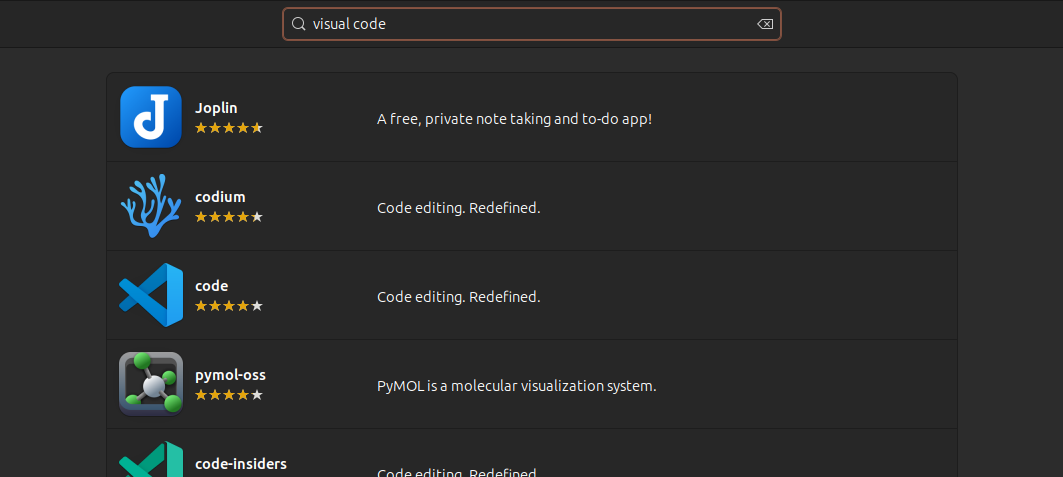 visual code
Joplin
A free, private note taking and to-do app!
codium
Code editing. Redefined.
code
Code editing. Redefined.
pymol-oss
PyMOL is a molecular visualization system.
code-insiders
Code editing. Redefined.